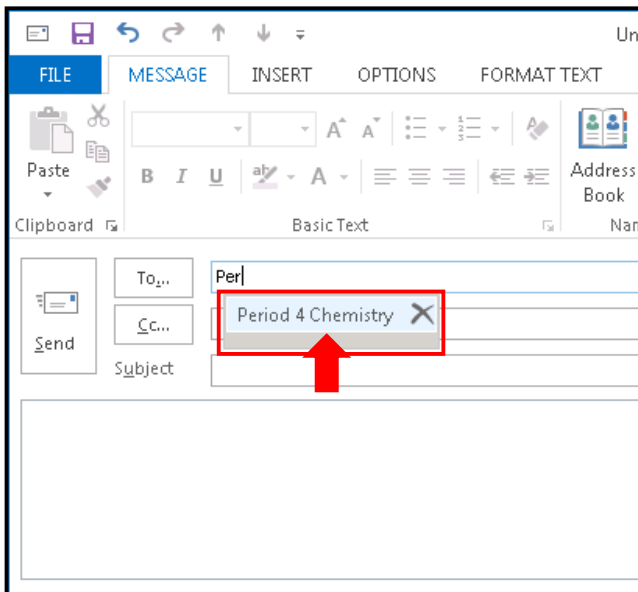 Un
FILE MESSAGE INSERT OPTIONS FORMAT TEXT
Paste
B I U aby A
Address
Book
Clipboard Basic Text Nar
To...
Per
Period 4 Chemistry
Cc...
Send
Subject